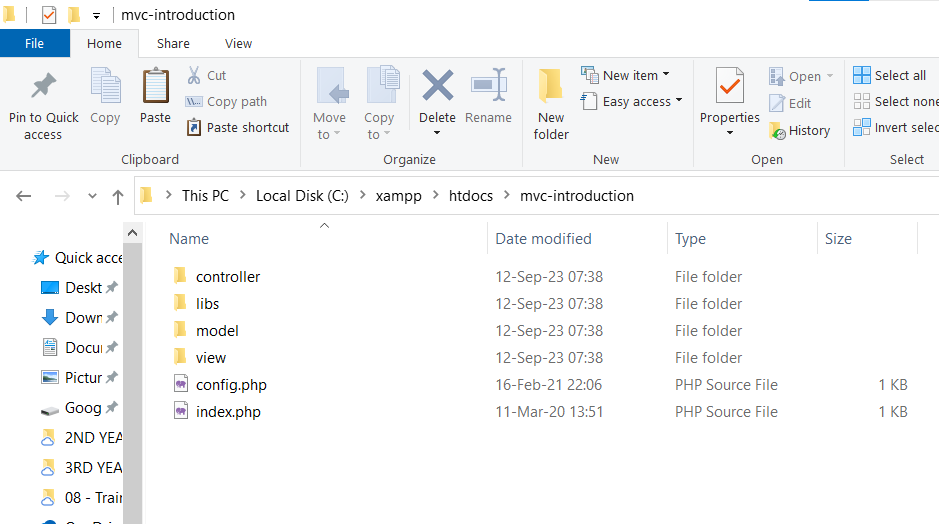 mvc-introduction
File Home Share View
Pin to Quick access
Copy
Paste
Cut
Copy path
Paste shortcut
Clipboard
Move to
Copy to
Delete
Rename
Organize
New folder
New item
Easy access
New
Properties
Open
Edit
History
Open
Select all
Select none
Invert selec
Select
This PC > Local Disk (C:) > xampp > htdocs > mvc-introduction
Name Date modified Type Size
Quick acce
Deskt
Down
Docu
Pictur
Goog
2ND YEA
3RD YEA
08 - Train
controller 12-Sep-23 07:38 File folder
libs 12-Sep-23 07:38 File folder
model 12-Sep-23 07:38 File folder
view 12-Sep-23 07:38 File folder
config.php 16-Feb-21 22:06 PHP Source File 1 KB
index.php 11-Mar-20 13:51 PHP Source File 1 KB